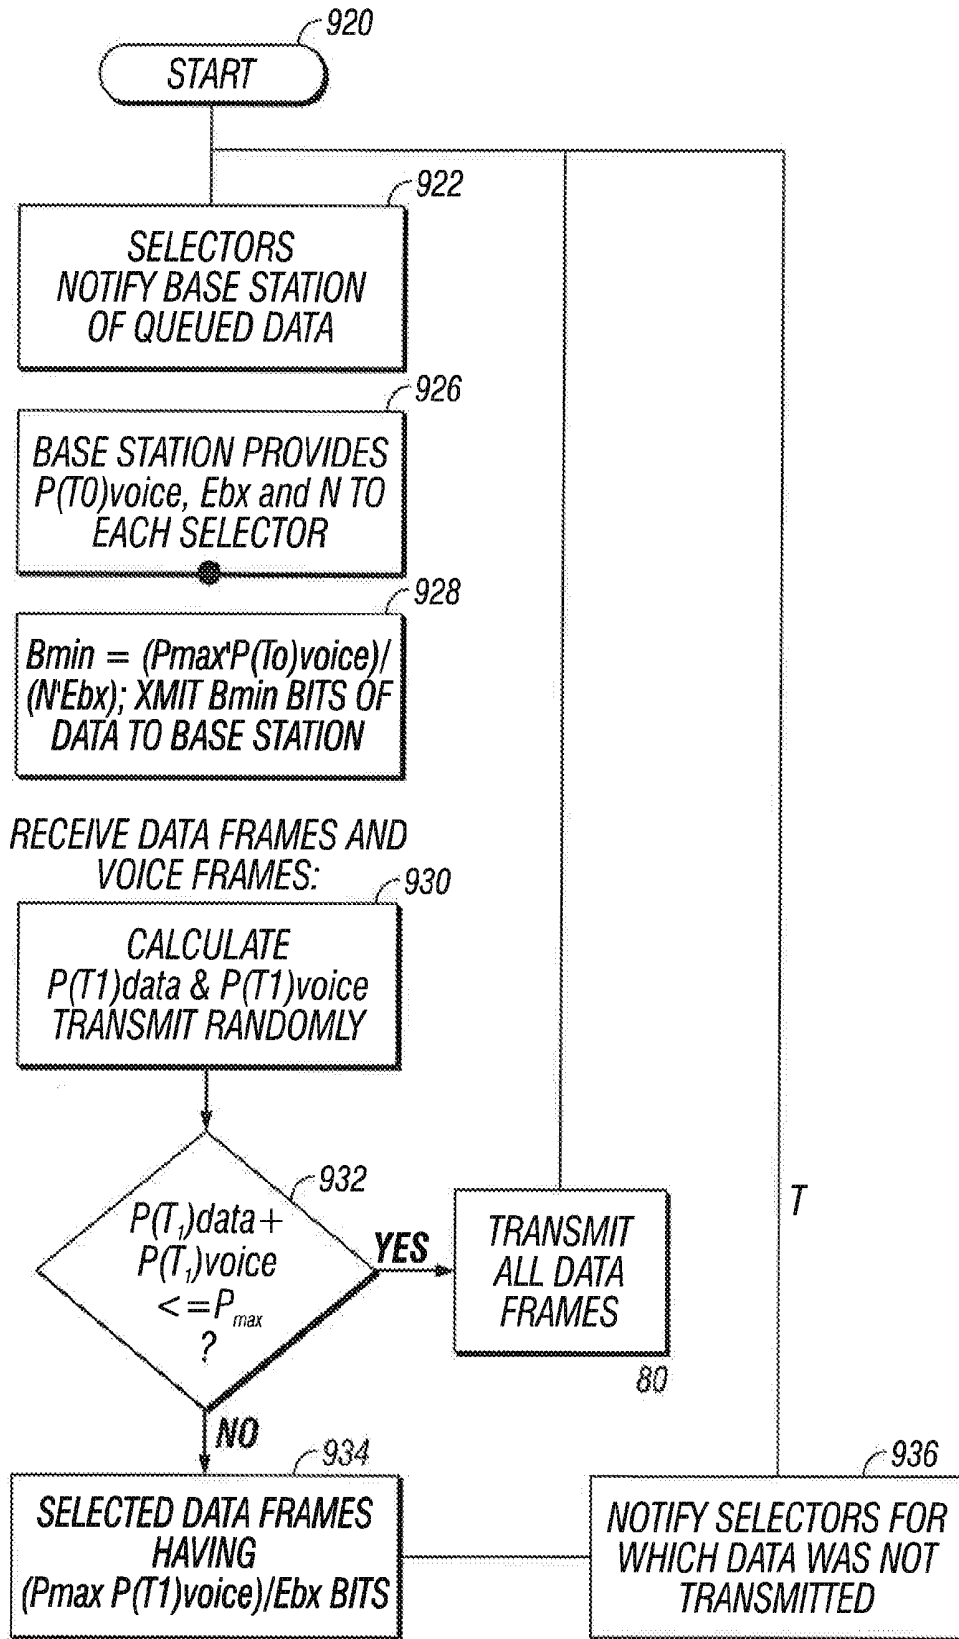 920
START
922
SELECTORS
NOTIFY BASE STATION
OF QUEUED DATA
926
BASE STATION PROVIDES
P(T0)voice, Ebx and N TO
EACH SELECTOR
928
Bmin = (Pmax'P(To)voice)/
(N'Ebx); XMIT Bmin BITS OF
DATA TO BASE STATION
RECEIVE DATA FRAMES AND
VOICE FRAMES:
930
CALCULATE
P(T1)data & P(T1)voice
TRANSMIT RANDOMLY
932
P(T₁)data+
P(T₁)voice
<=Pmax
?
YES
TRANSMIT
ALL DATA
FRAMES
80
T
NO
934
SELECTED DATA FRAMES
HAVING
(Pmax P(T1)voice)/Ebx BITS
936
NOTIFY SELECTORS FOR
WHICH DATA WAS NOT
TRANSMITTED